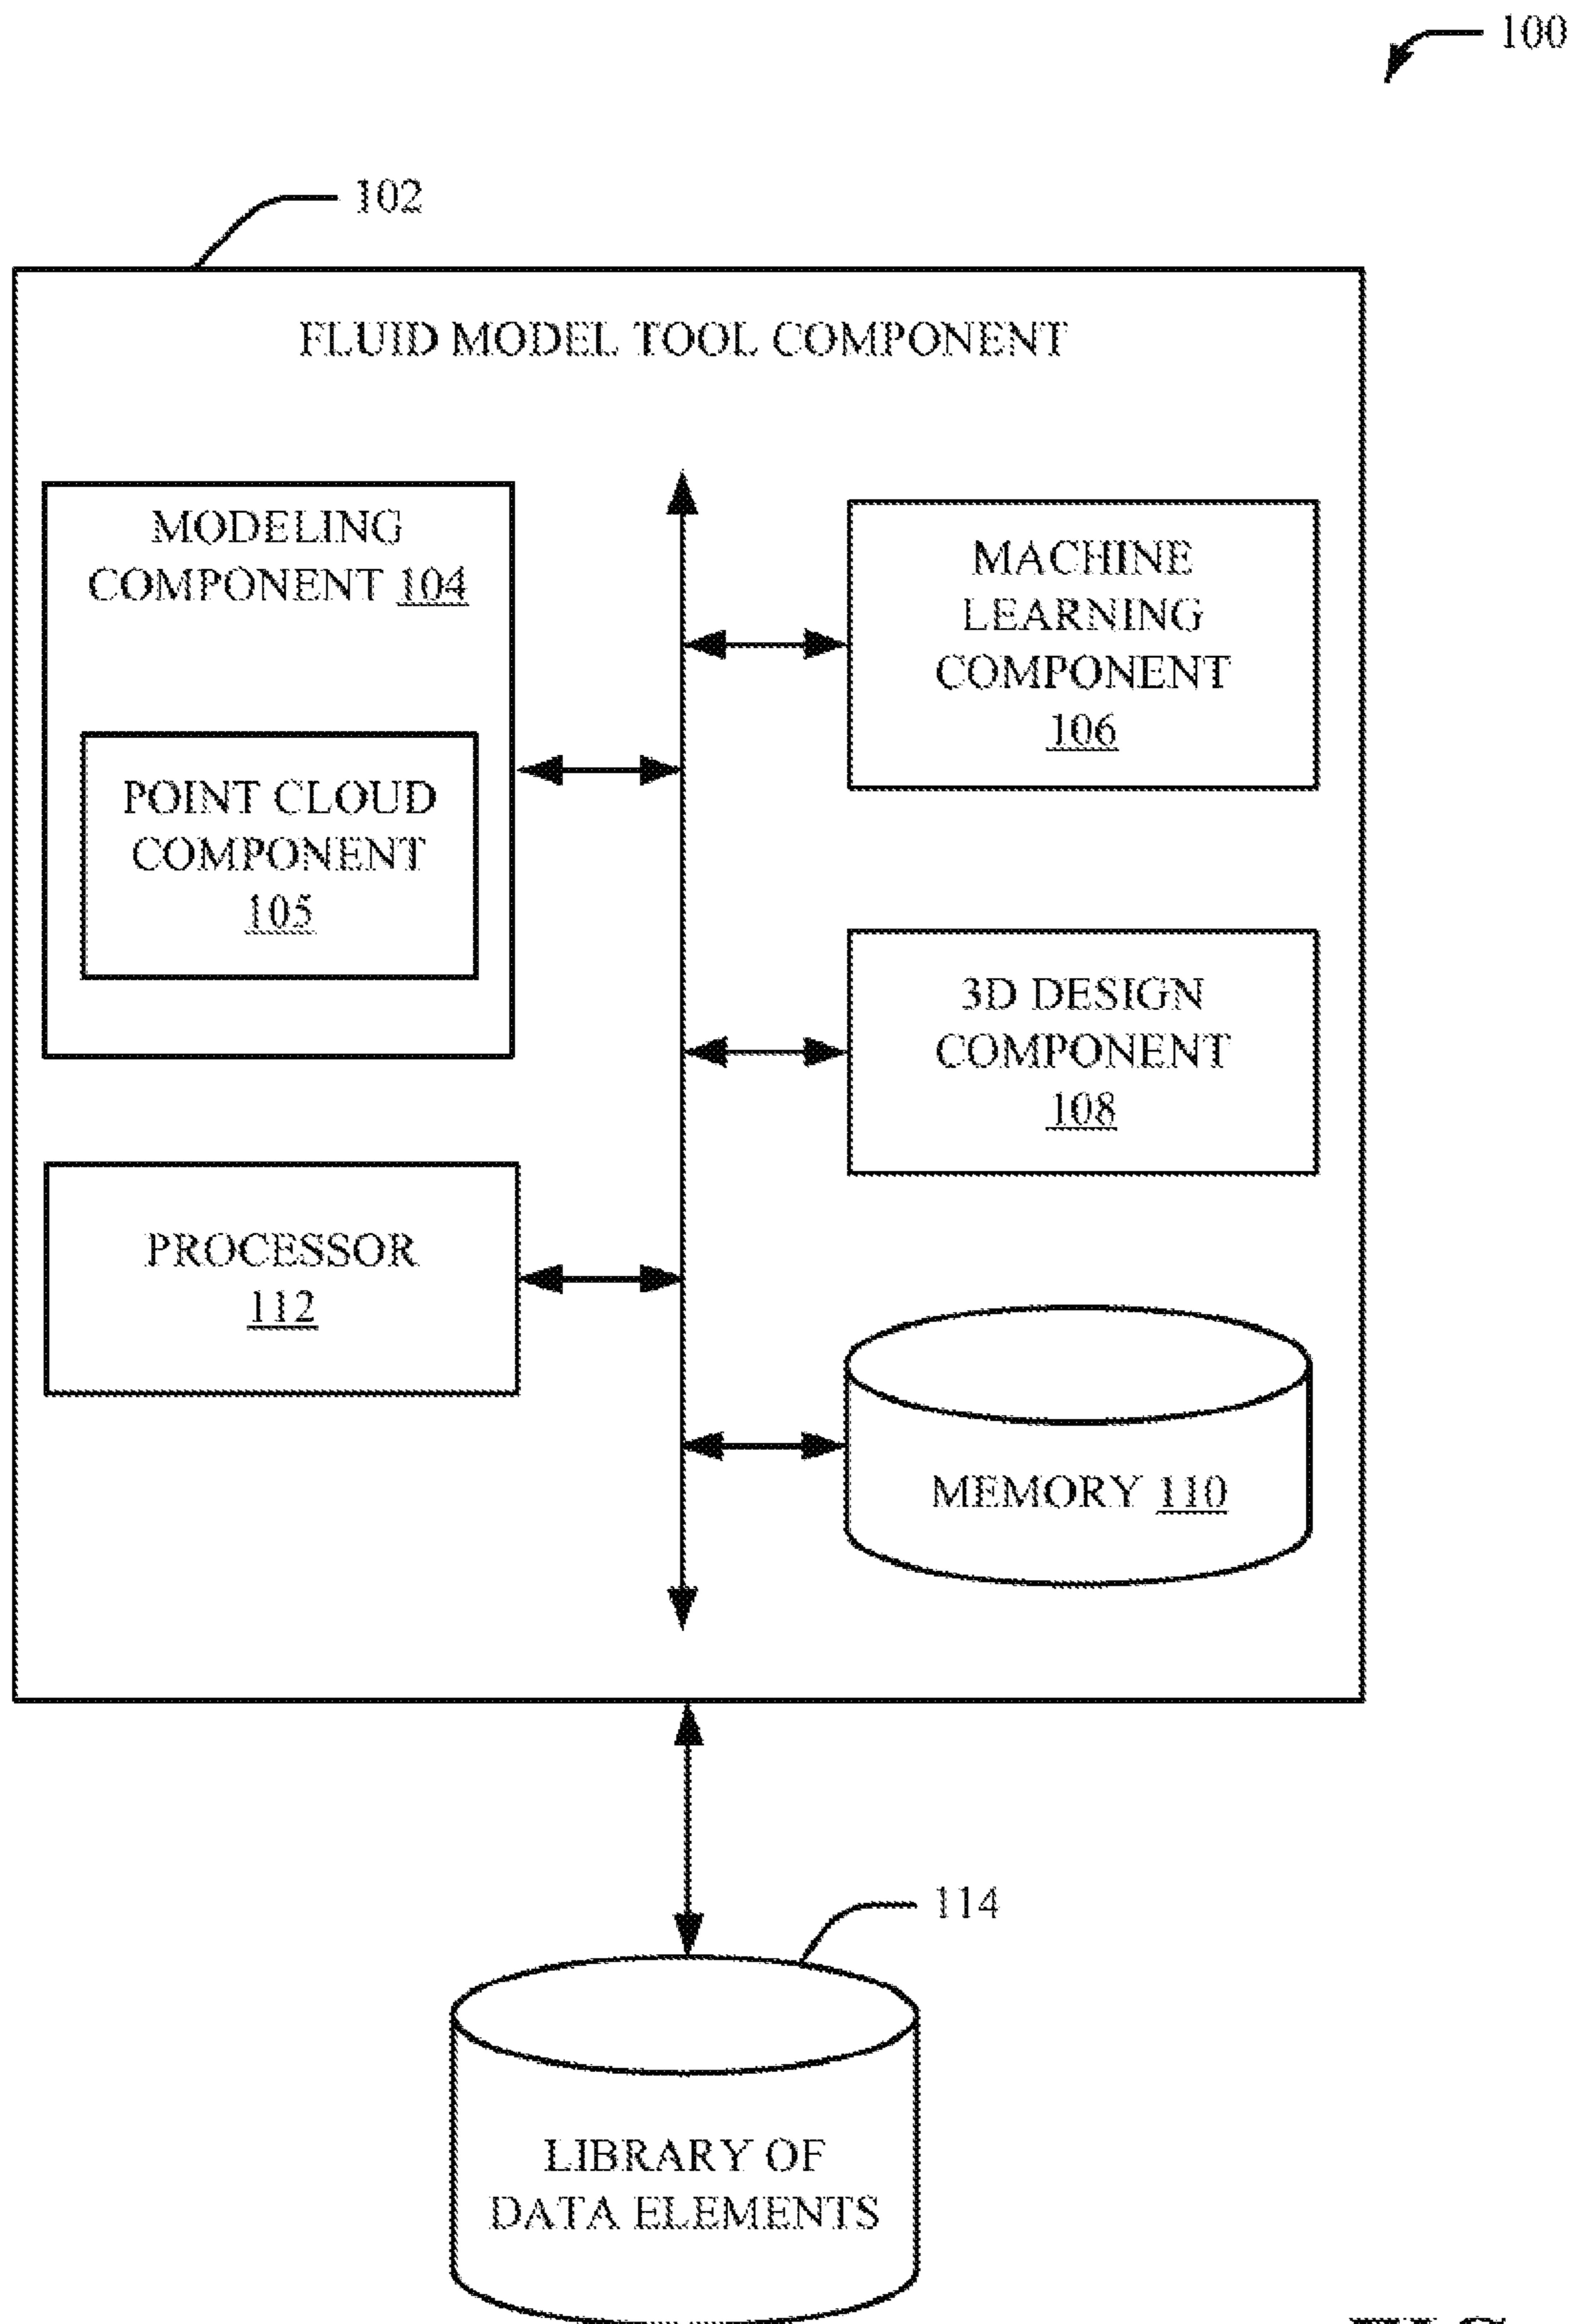 100
102
FLUID MODEL TOOL COMPONENT
MODELING
COMPONENT 104
POINT CLOUD
COMPONENT
105
MACHINE
LEARNING
COMPONENT
106
3D DESIGN
COMPONENT
108
PROCESSOR
112
MEMORY 110
114
LIBRARY OF
DATA ELEMENTS